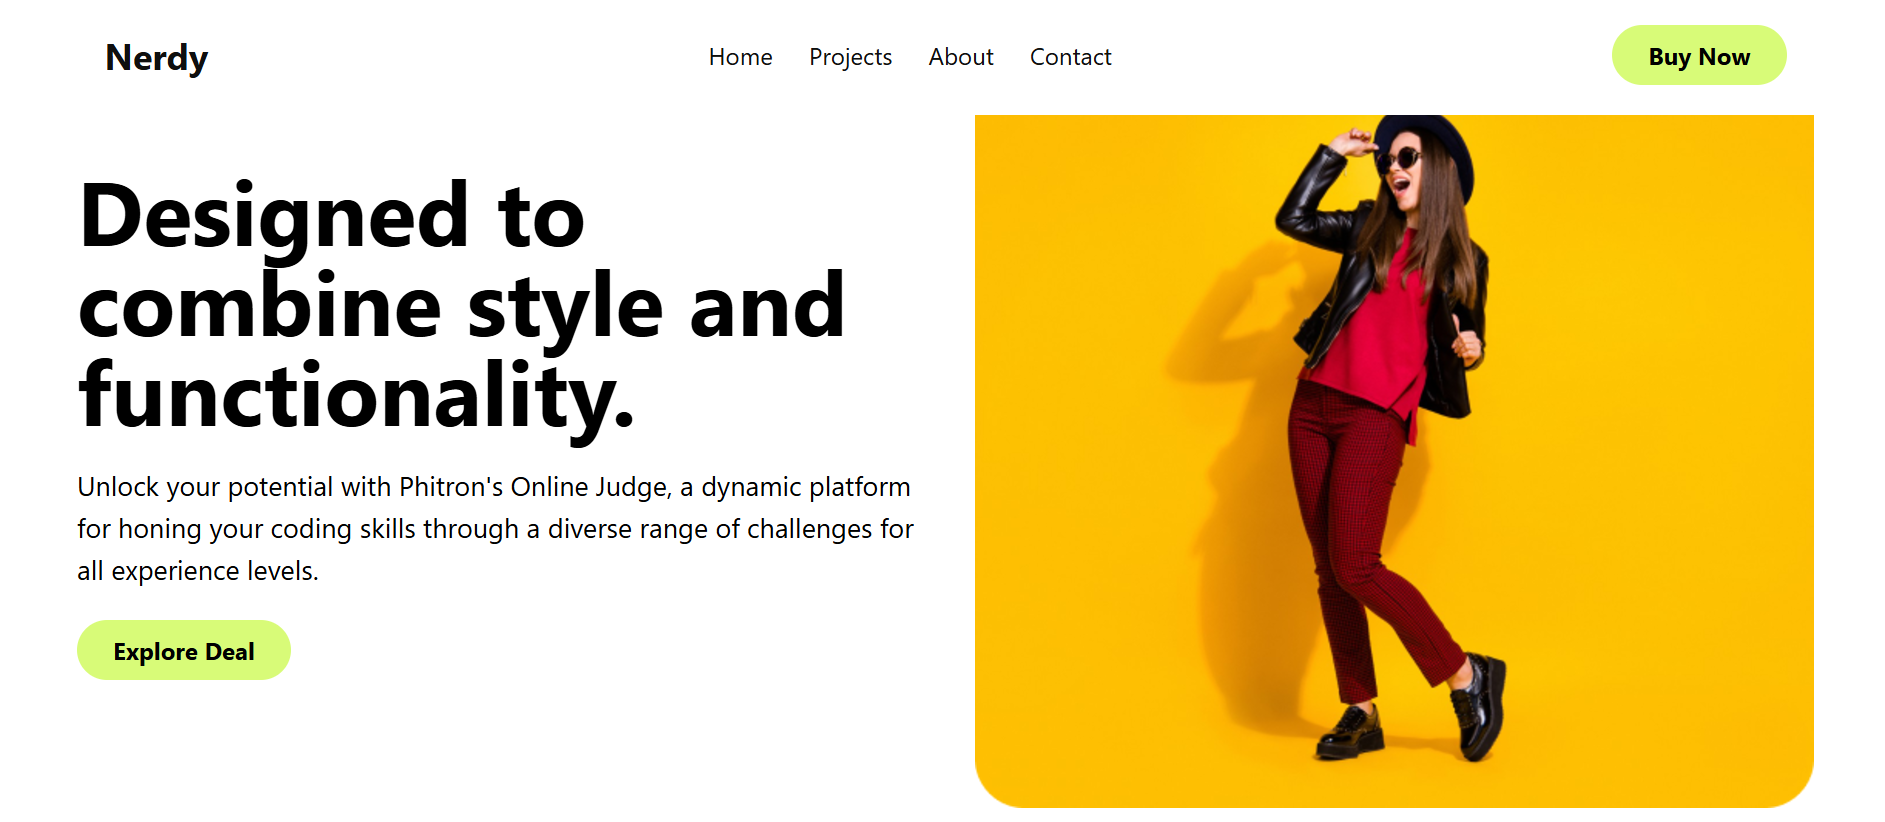 Nerdy
Home Projects About Contact
Buy Now
Designed to
combine style and
functionality.
Unlock your potential with Phitron's Online Judge, a dynamic platform
for honing your coding skills through a diverse range of challenges for
all experience levels.
Explore Deal